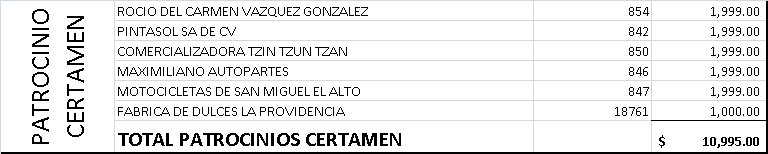 PATROCINIO
CERTAMEN
ROCIO DEL CARMEN VAZQUEZ GONZALEZ 854 1,999.00
PINTASOL SA DE CV 842 1,999.00
COMERCIALIZADORA TZIN TZUN TZAN 850 1,999.00
MAXIMILIANO AUTOPARTES 846 1,999.00
MOTOCICLETAS DE SAN MIGUEL EL ALTO 847 1,999.00
FABRICA DE DULCES LA PROVIDENCIA 18761 1,000.00
TOTAL PATROCINIOS CERTAMEN $ 10,995.00